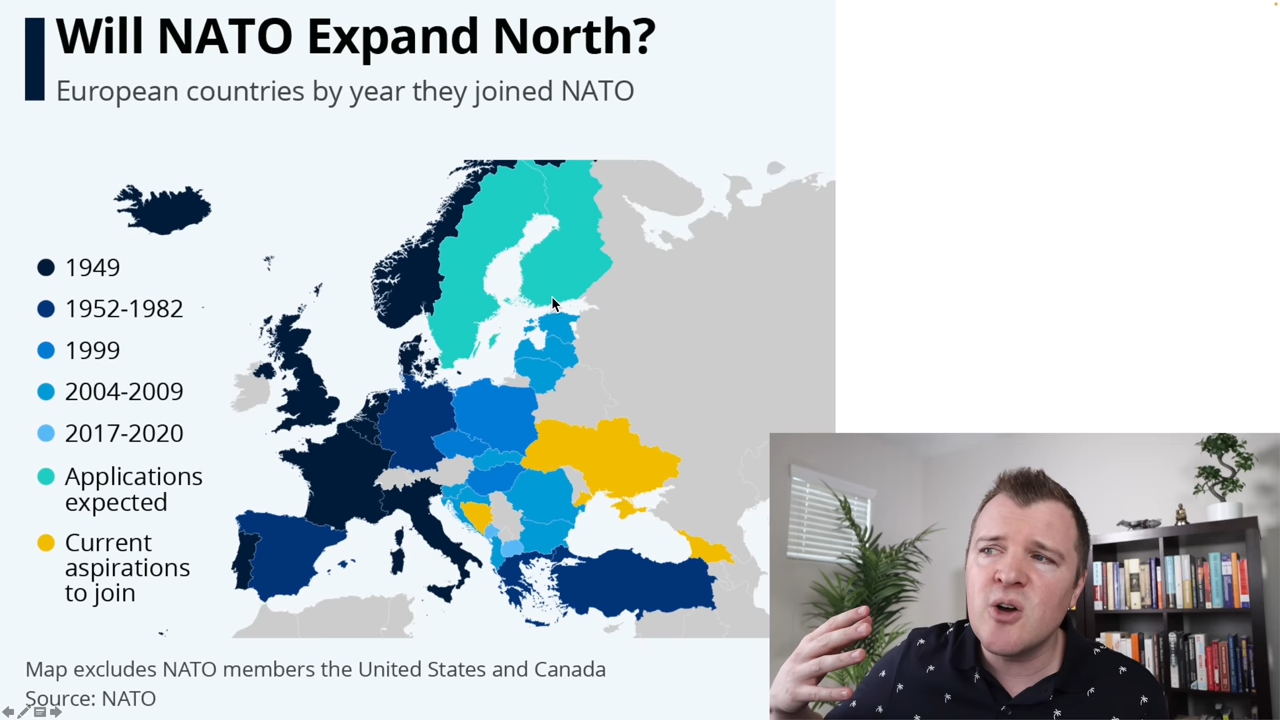 Will NATO Expand North?
European countries by year they joined NATO
1949
1952-1982
1999
2004-2009
2017-2020
Applications
expected
Current
aspirations
to join
Map excludes NATO members the United States and Canada
Source: NATO